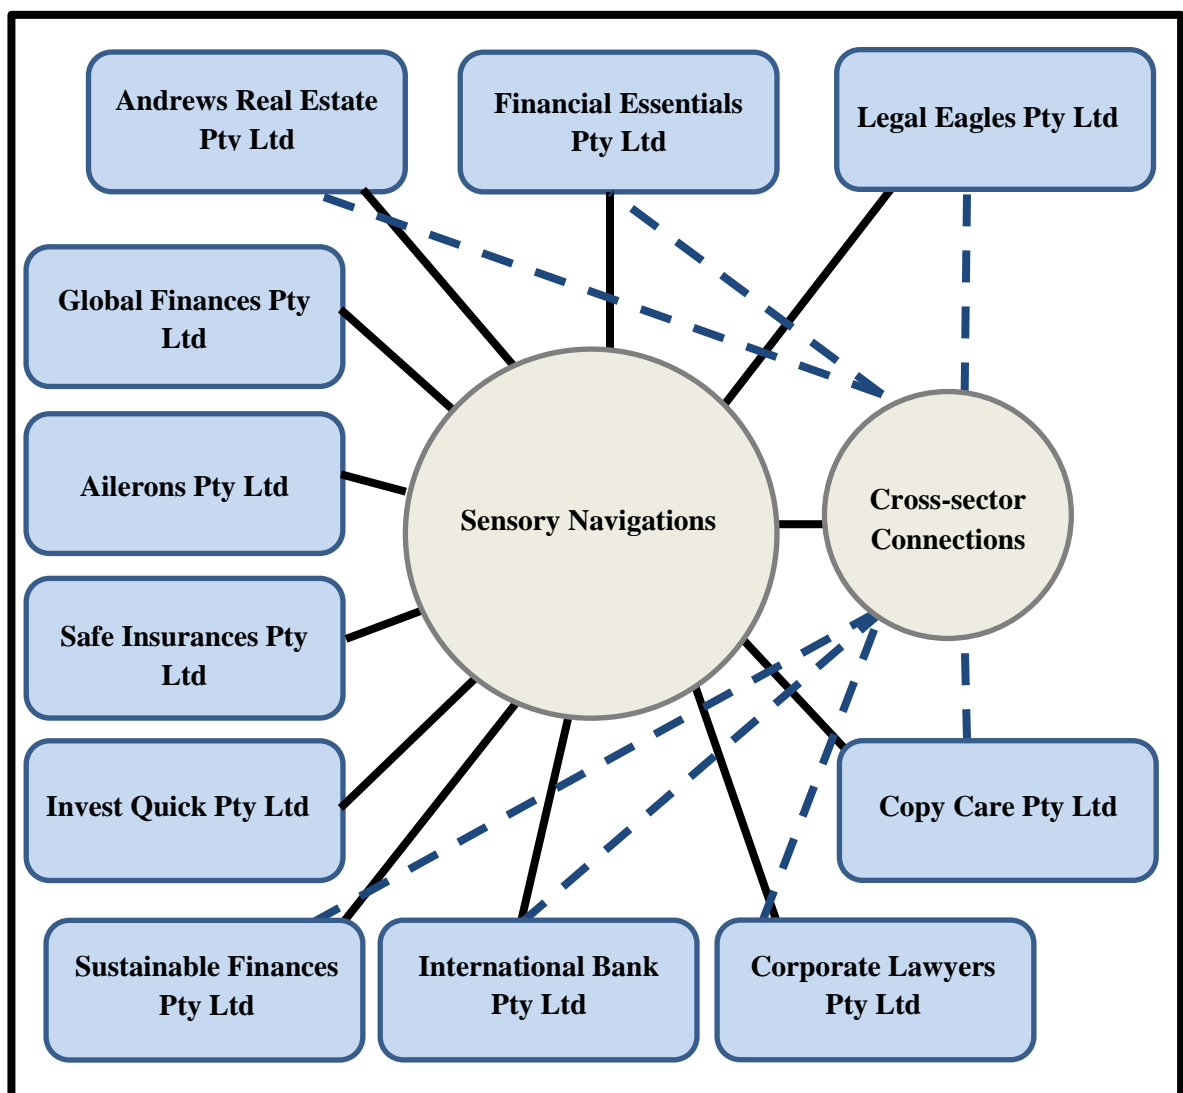 Andrews Real Estate
Pty Ltd
Financial Essentials
Pty Ltd
Legal Eagles Pty Ltd
Global Finances Pty
Ltd
Ailerons Pty Ltd
Sensory Navigations
Cross-sector
Connections
Safe Insurances Pty
Ltd
Invest Quick Pty Ltd
Copy Care Pty Ltd
Sustainable Finances
Pty Ltd
International Bank
Pty Ltd
Corporate Lawyers
Pty Ltd